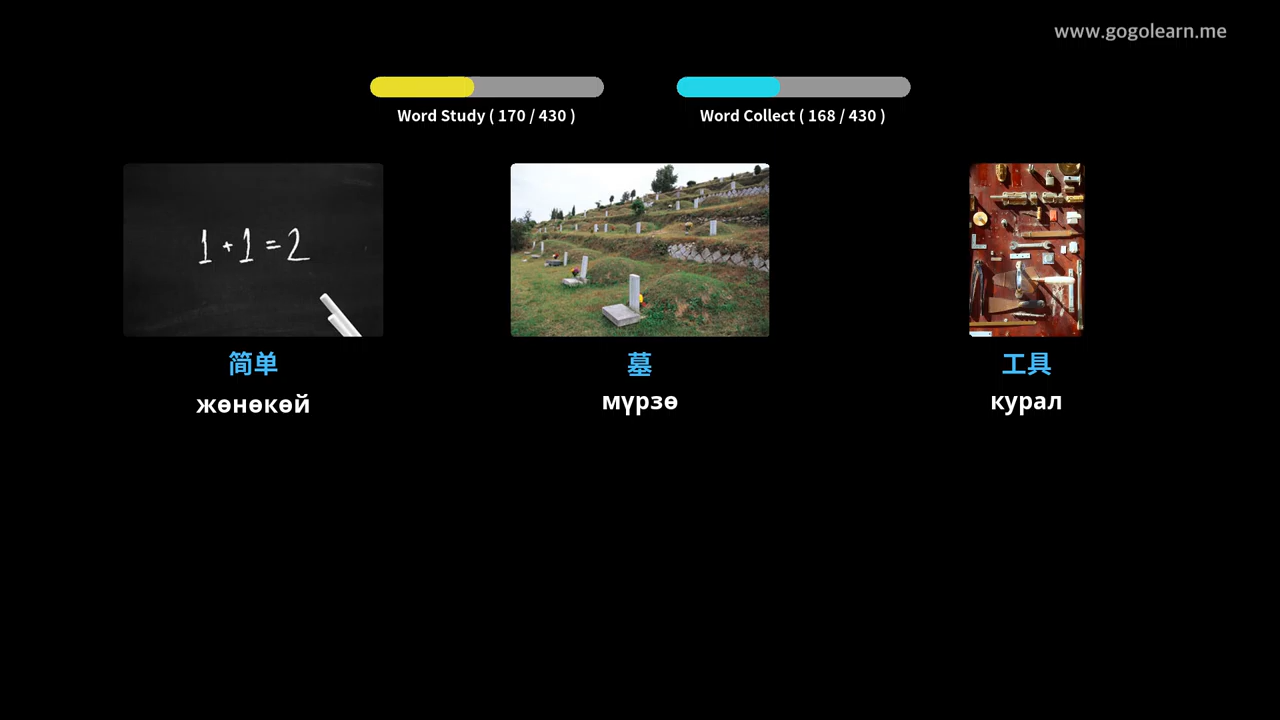 www.gogolearn.me
Word Study ( 170 / 430 )
Word Collect ( 168 / 430 )
1 + 1 = 2
简单
墓
工具
жөнөкөй
мүрзө
курал